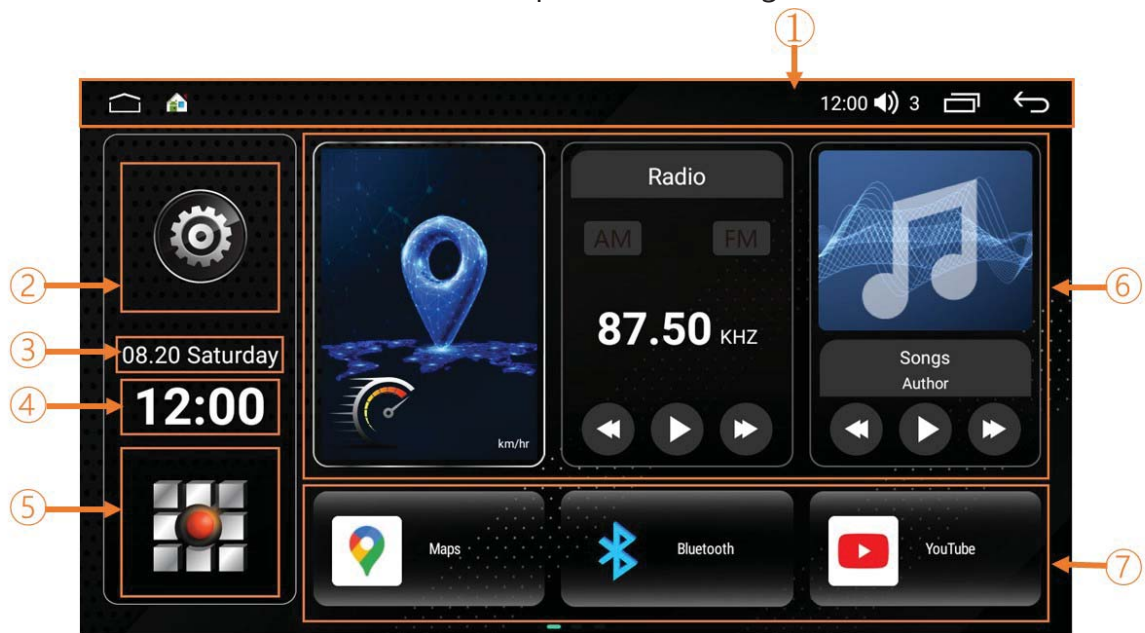 ①
12:00 3
②
③
④
⑤
⑥
⑦
08.20 Saturday
12:00
km/hr
Radio
AM FM
87.50 KHZ
Songs
Author
Maps
Bluetooth
YouTube